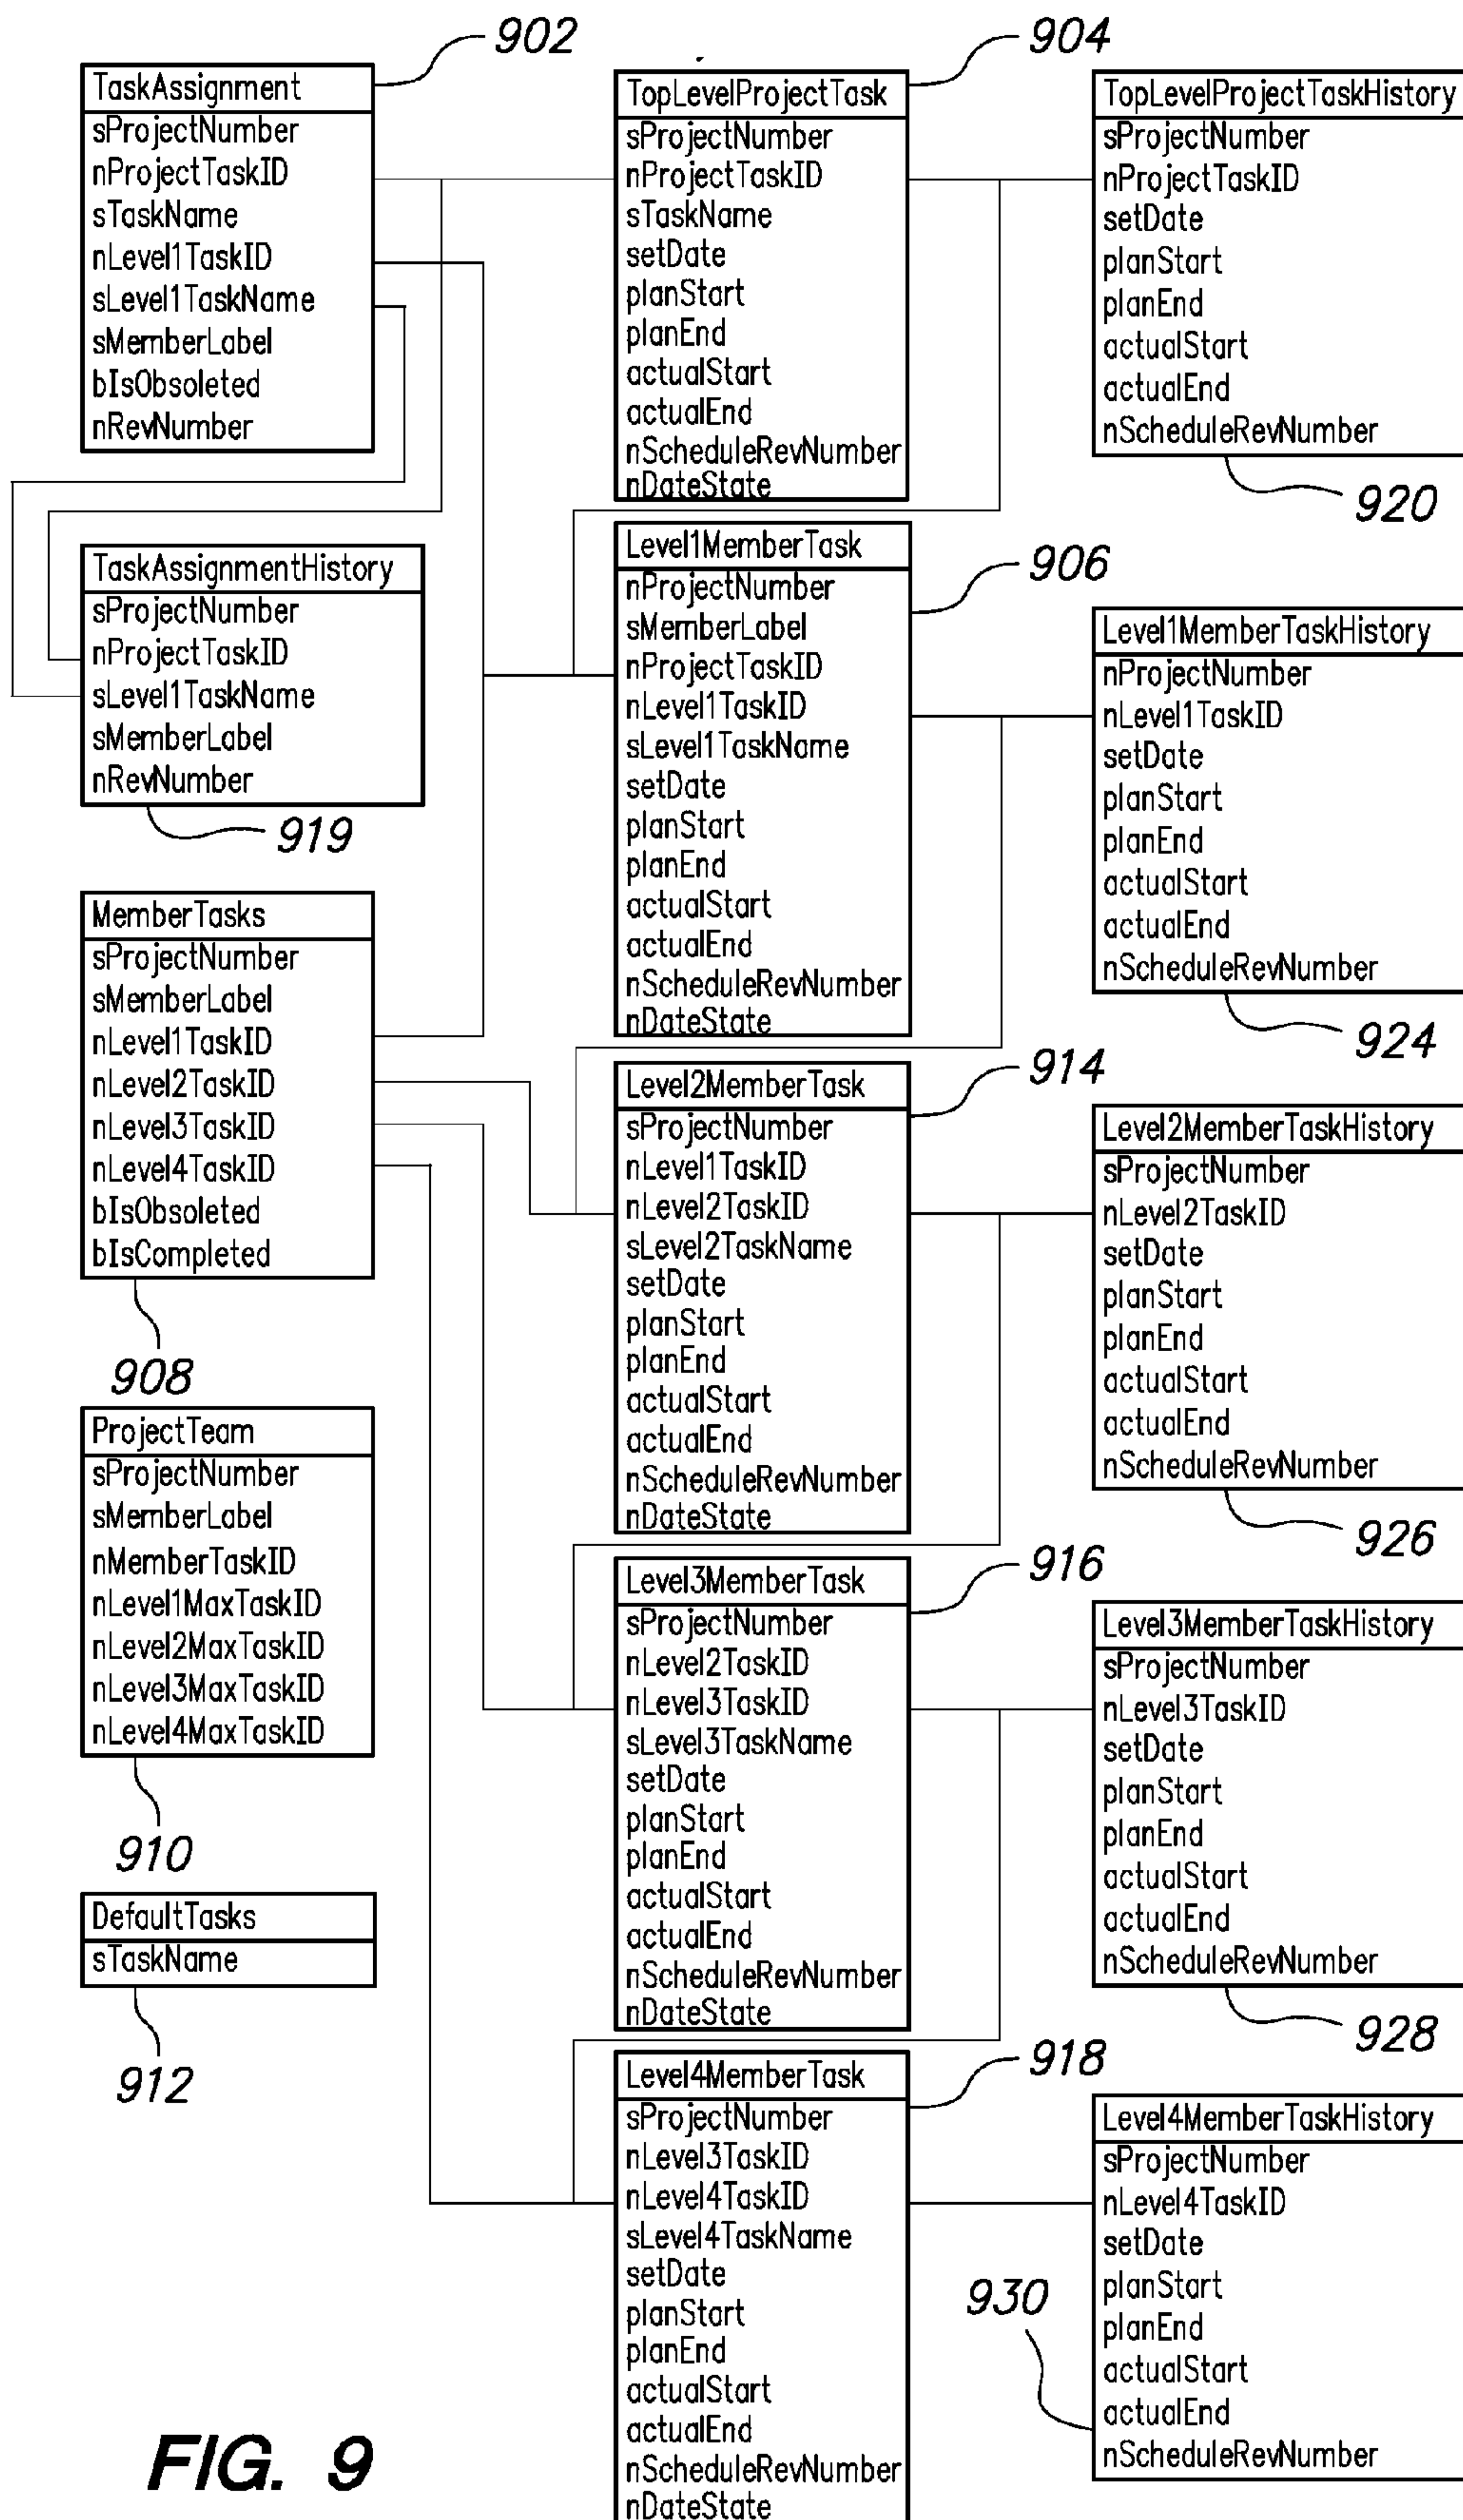 902
TaskAssignment
sProjectNumber
nProjectTaskID
sTaskName
nLevel1TaskID
sLevel1TaskName
sMemberLabel
bIsObsoleted
nRevNumber
TaskAssignmentHistory
sProjectNumber
nProjectTaskID
sLevel1TaskName
sMemberLabel
nRevNumber
919
MemberTasks
sProjectNumber
sMemberLabel
nLevel1TaskID
nLevel2TaskID
nLevel3TaskID
nLevel4TaskID
bIsObsoleted
bIsCompleted
908
ProjectTeam
sProjectNumber
sMemberLabel
nMemberTaskID
nLevel1MaxTaskID
nLevel2MaxTaskID
nLevel3MaxTaskID
nLevel4MaxTaskID
910
DefaultTasks
sTaskName
912
904
TopLevelProjectTask
sProjectNumber
nProjectTaskID
sTaskName
setDate
planStart
planEnd
actualStart
actualEnd
nScheduleRevNumber
nDateState
906
Level1MemberTask
nProjectNumber
sMemberLabel
nProjectTaskID
nLevel1TaskID
sLevel1TaskName
setDate
planStart
planEnd
actualStart
actualEnd
nScheduleRevNumber
nDateState
914
Level2MemberTask
sProjectNumber
nLevel1TaskID
nLevel2TaskID
sLevel2TaskName
setDate
planStart
planEnd
actualStart
actualEnd
nScheduleRevNumber
nDateState
916
Level3MemberTask
sProjectNumber
nLevel2TaskID
nLevel3TaskID
sLevel3TaskName
setDate
planStart
planEnd
actualStart
actualEnd
nScheduleRevNumber
nDateState
918
Level4MemberTask
sProjectNumber
nLevel3TaskID
nLevel4TaskID
sLevel4TaskName
setDate
planStart
planEnd
actualStart
actualEnd
nScheduleRevNumber
nDateState
TopLevelProjectTaskHistory
sProjectNumber
nProjectTaskID
setDate
planStart
planEnd
actualStart
actualEnd
nScheduleRevNumber
920
Level1MemberTaskHistory
nProjectNumber
nLevel1TaskID
setDate
planStart
planEnd
actualStart
actualEnd
nScheduleRevNumber
924
Level2MemberTaskHistory
sProjectNumber
nLevel2TaskID
setDate
planStart
planEnd
actualStart
actualEnd
nScheduleRevNumber
926
Level3MemberTaskHistory
sProjectNumber
nLevel3TaskID
setDate
planStart
planEnd
actualStart
actualEnd
nScheduleRevNumber
928
Level4MemberTaskHistory
sProjectNumber
nLevel4TaskID
setDate
planStart
planEnd
actualStart
actualEnd
nScheduleRevNumber
930
FIG. 9